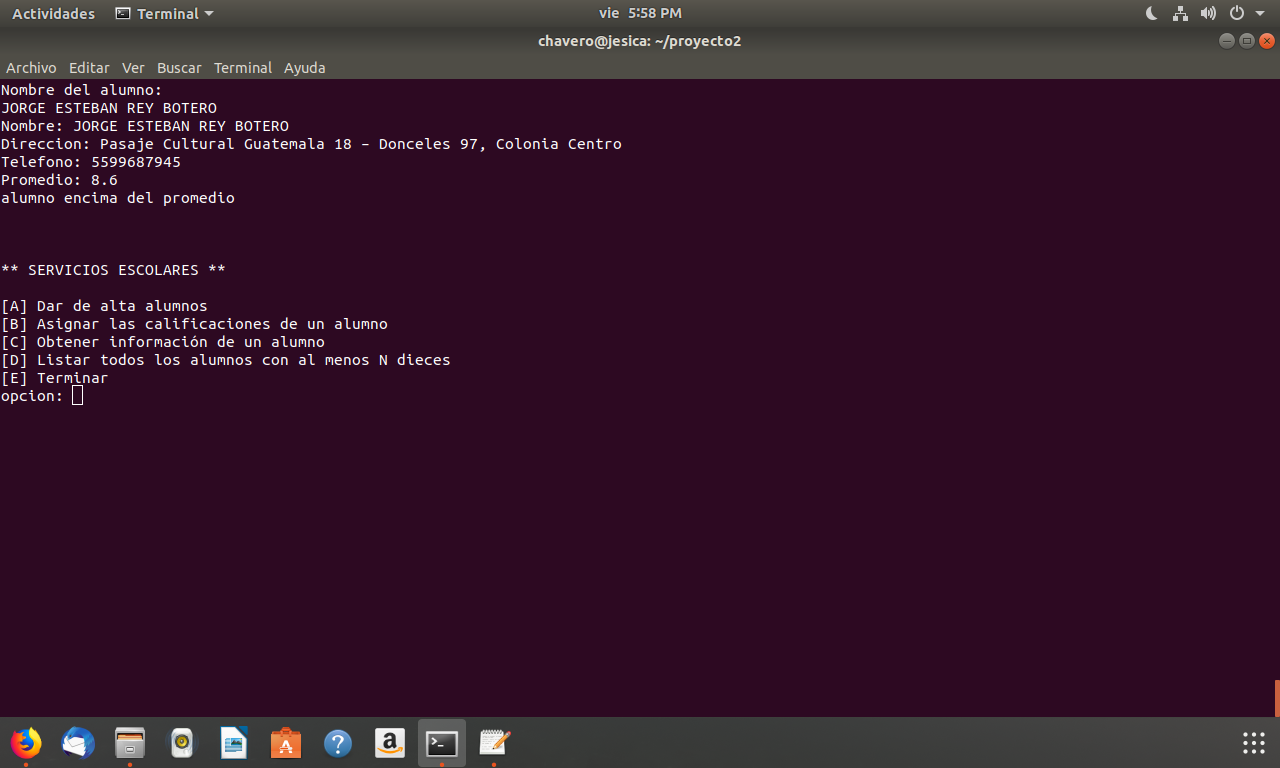 Actividades Terminal vie 5:58 PM
chavero@jesica: ~/proyecto2
Archivo Editar Ver Buscar Terminal Ayuda
Nombre del alumno:
JORGE ESTEBAN REY BOTERO
Nombre: JORGE ESTEBAN REY BOTERO
Direccion: Pasaje Cultural Guatemala 18 – Donceles 97, Colonia Centro
Telefono: 5599687945
Promedio: 8.6
alumno encima del promedio
** SERVICIOS ESCOLARES **
[A] Dar de alta alumnos
[B] Asignar las calificaciones de un alumno
[C] Obtener información de un alumno
[D] Listar todos los alumnos con al menos N dieces
[E] Terminar
opcion: